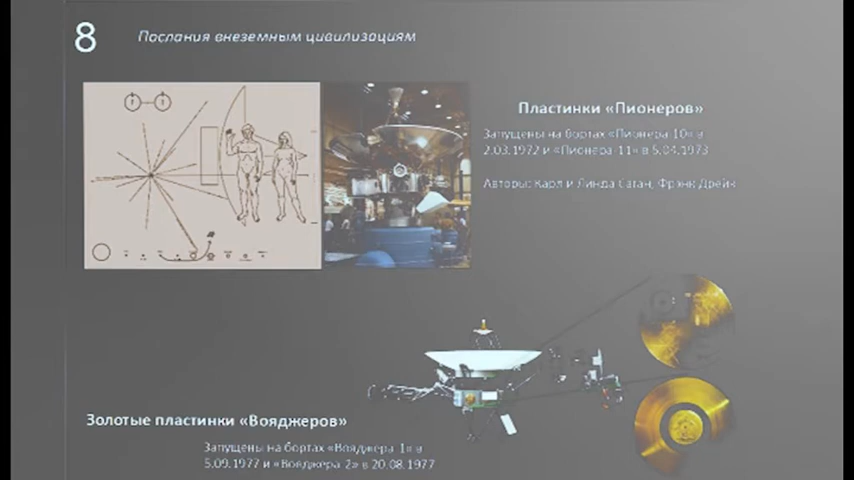 8
Послания внеземным цивилизациям
Пластинки «Пионеров»
Запущены на бортах «Пионера-10» в
2.03.1972 и «Пионера-11» в 5.04.1973
Авторы: Карл и Линда Саган, Фрэнк Дрейк
Золотые пластинки «Вояджеров»
Запущены на бортах «Вояджера-1» в
5.09.1977 и «Вояджера-2» в 20.08.1977